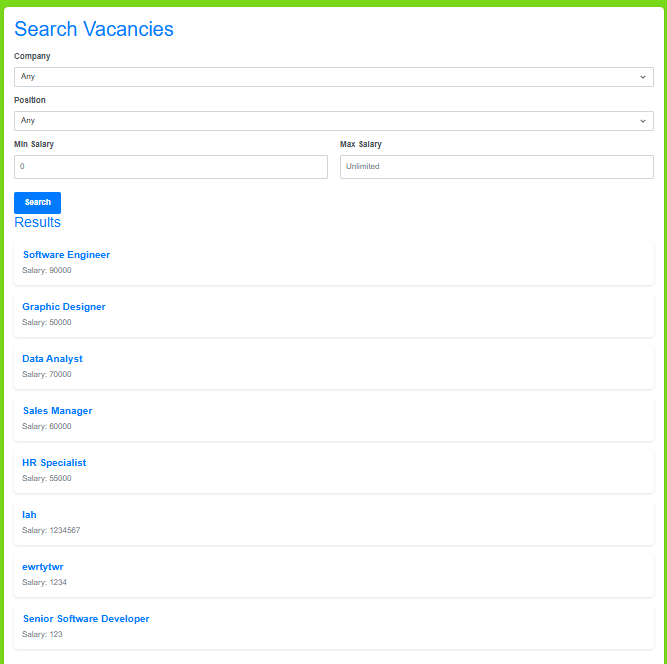 Search Vacancies
Company
Any
Position
Any
Min Salary
Max Salary
0
Unlimited
Search
Results
Software Engineer
Salary: 90000
Graphic Designer
Salary: 50000
Data Analyst
Salary: 70000
Sales Manager
Salary: 60000
HR Specialist
Salary: 55000
lah
Salary: 1234567
ewrtytwr
Salary: 1234
Senior Software Developer
Salary: 123